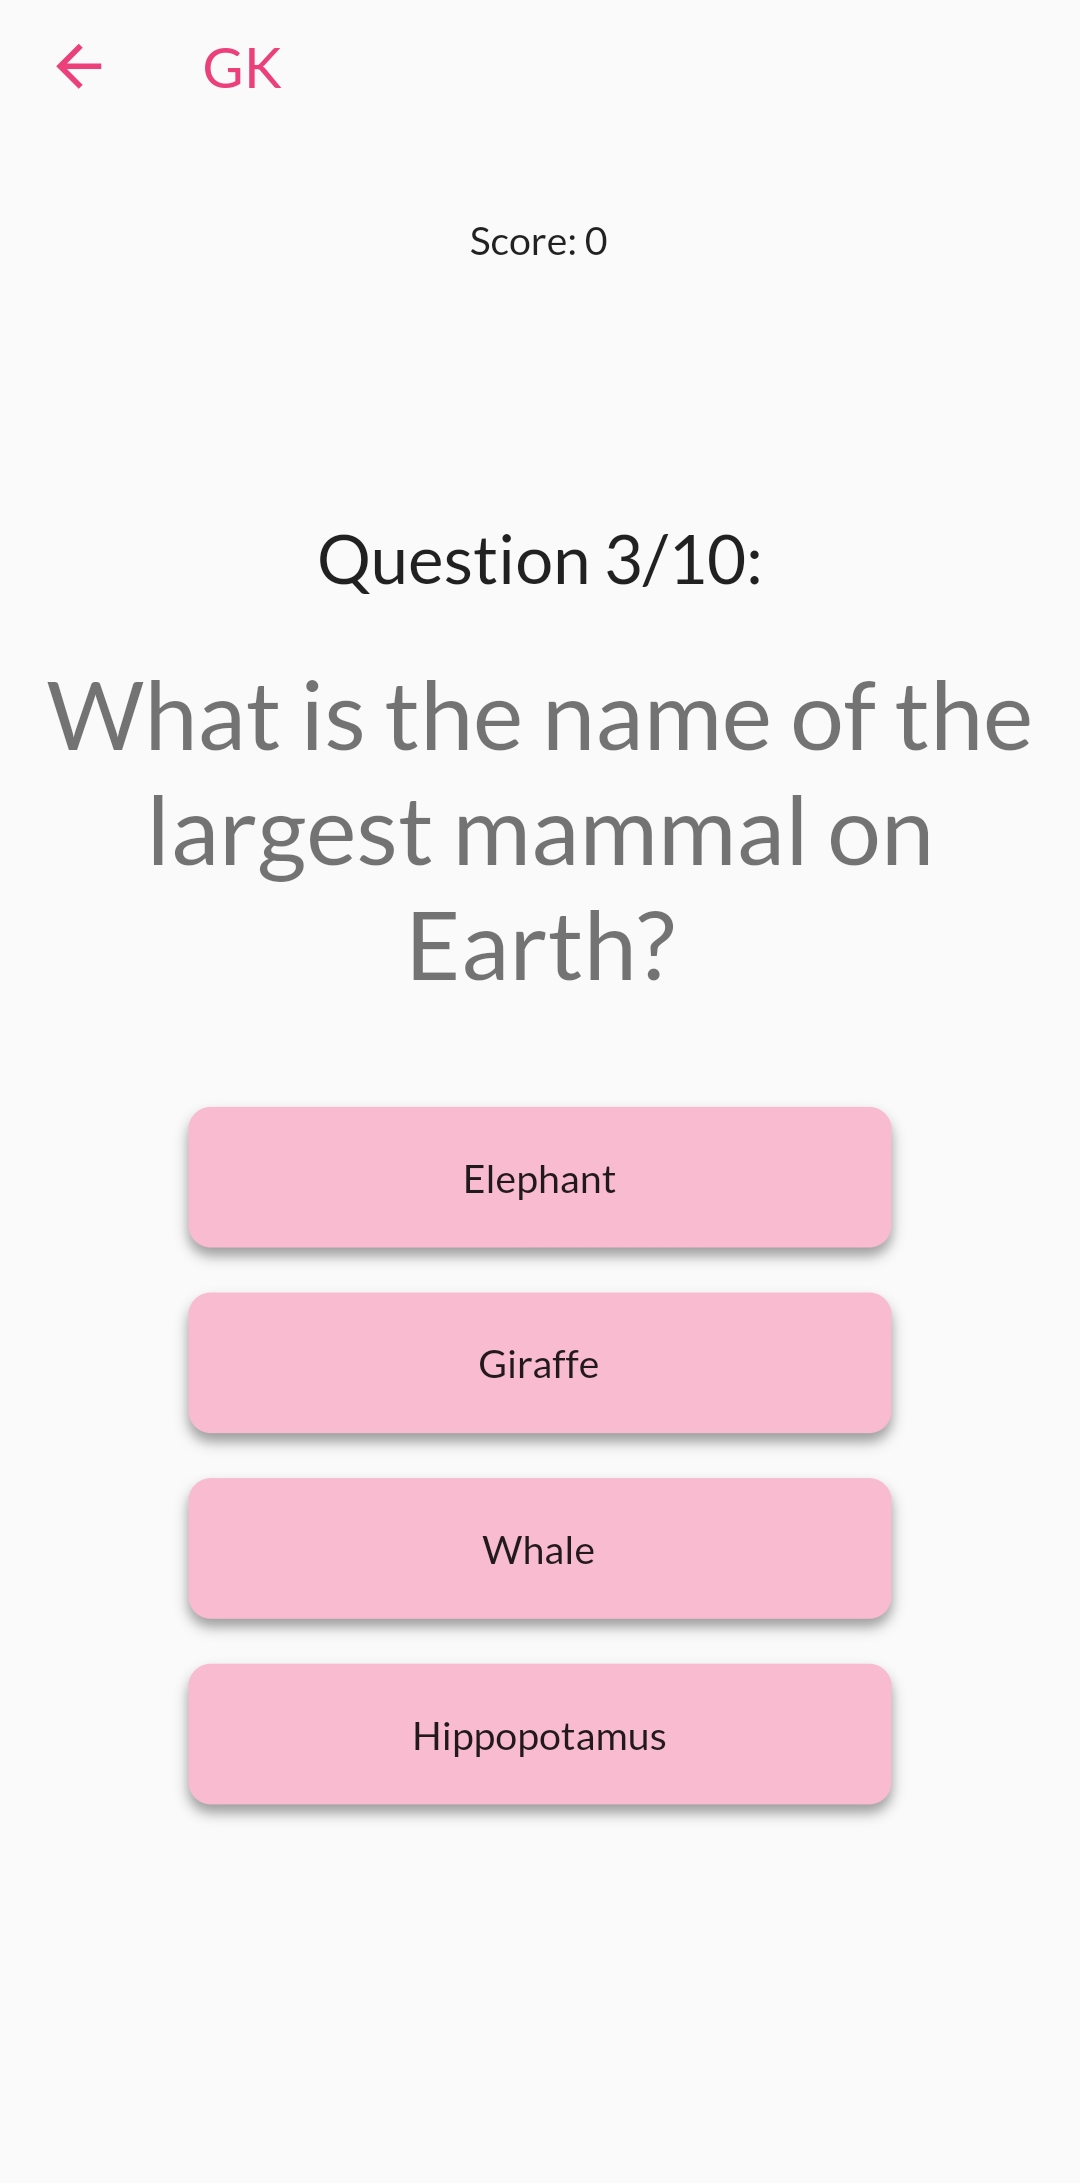 GK
Score: 0
Question 3/10:
What is the name of the
largest mammal on
Earth?
Elephant
Giraffe
Whale
Hippopotamus